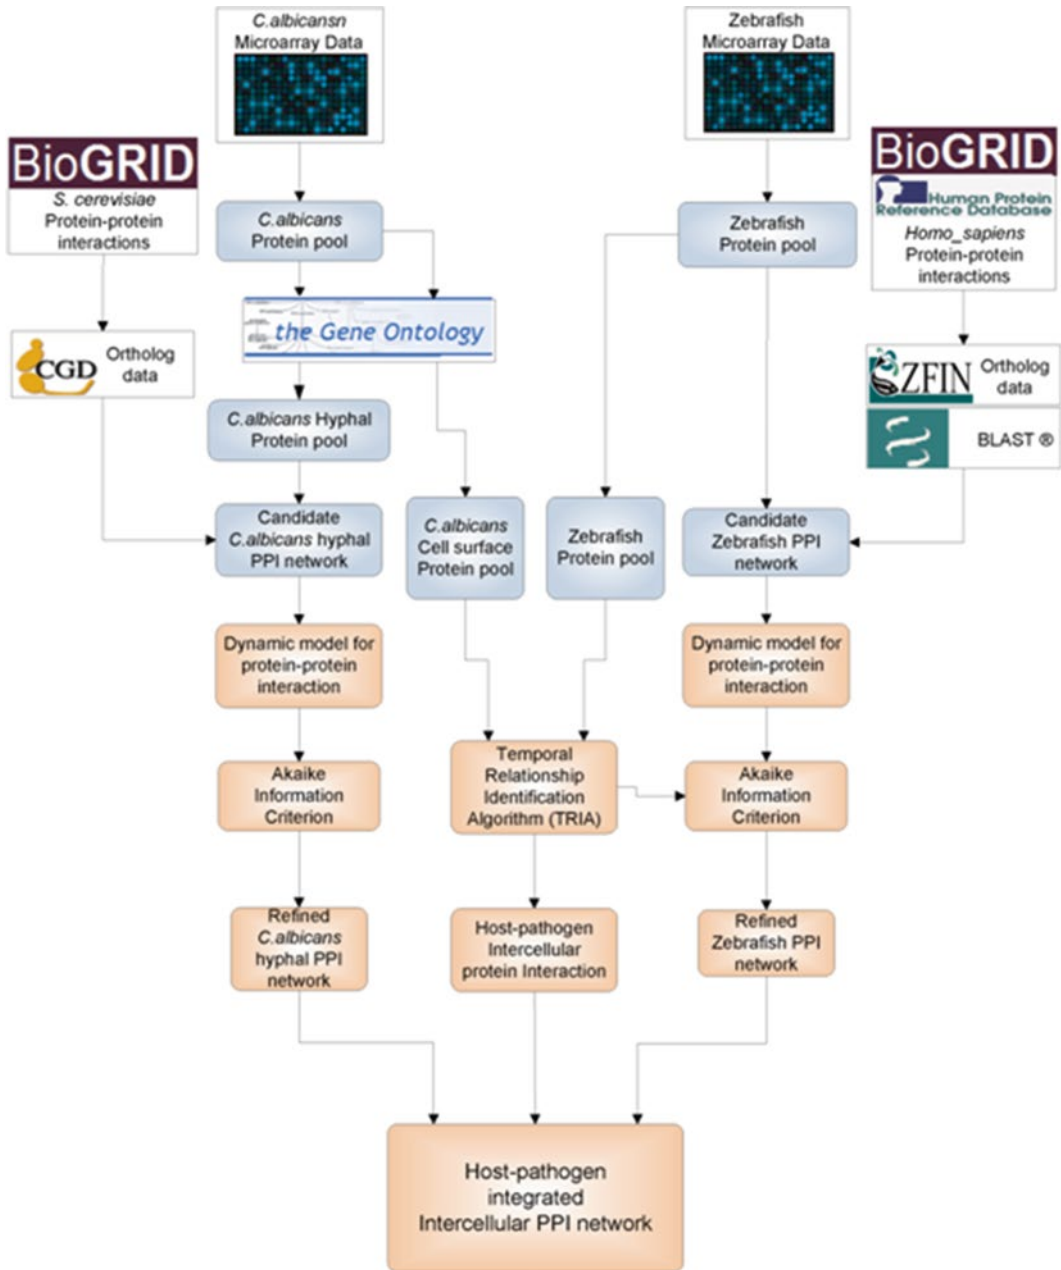 C.albicansn
Microarray Data
Zebrafish
Microarray Data
BioGRID
S. cerevisiae
Protein-protein
interactions
BioGRID
Human Protein
Reference Database
Homo_sapiens
Protein-protein
interactions
C.albicans
Protein pool
Zebrafish
Protein pool
the Gene Ontology
CGD
Ortholog
data
ZFIN
Ortholog
data
BLAST ®
C.albicans Hyphal
Protein pool
Candidate
C.albicans hyphal
PPI network
C.albicans
Cell surface
Protein pool
Zebrafish
Protein pool
Candidate
Zebrafish PPI
network
Dynamic model for
protein-protein
interaction
Dynamic model for
protein-protein
interaction
Akaike
Information
Criterion
Temporal
Relationship
Identification
Algorithm (TRIA)
Akaike
Information
Criterion
Refined
C.albicans
hyphal PPI
network
Host-pathogen
Intercellular
protein Interaction
Refined
Zebrafish PPI
network
Host-pathogen
integrated
Intercellular PPI network